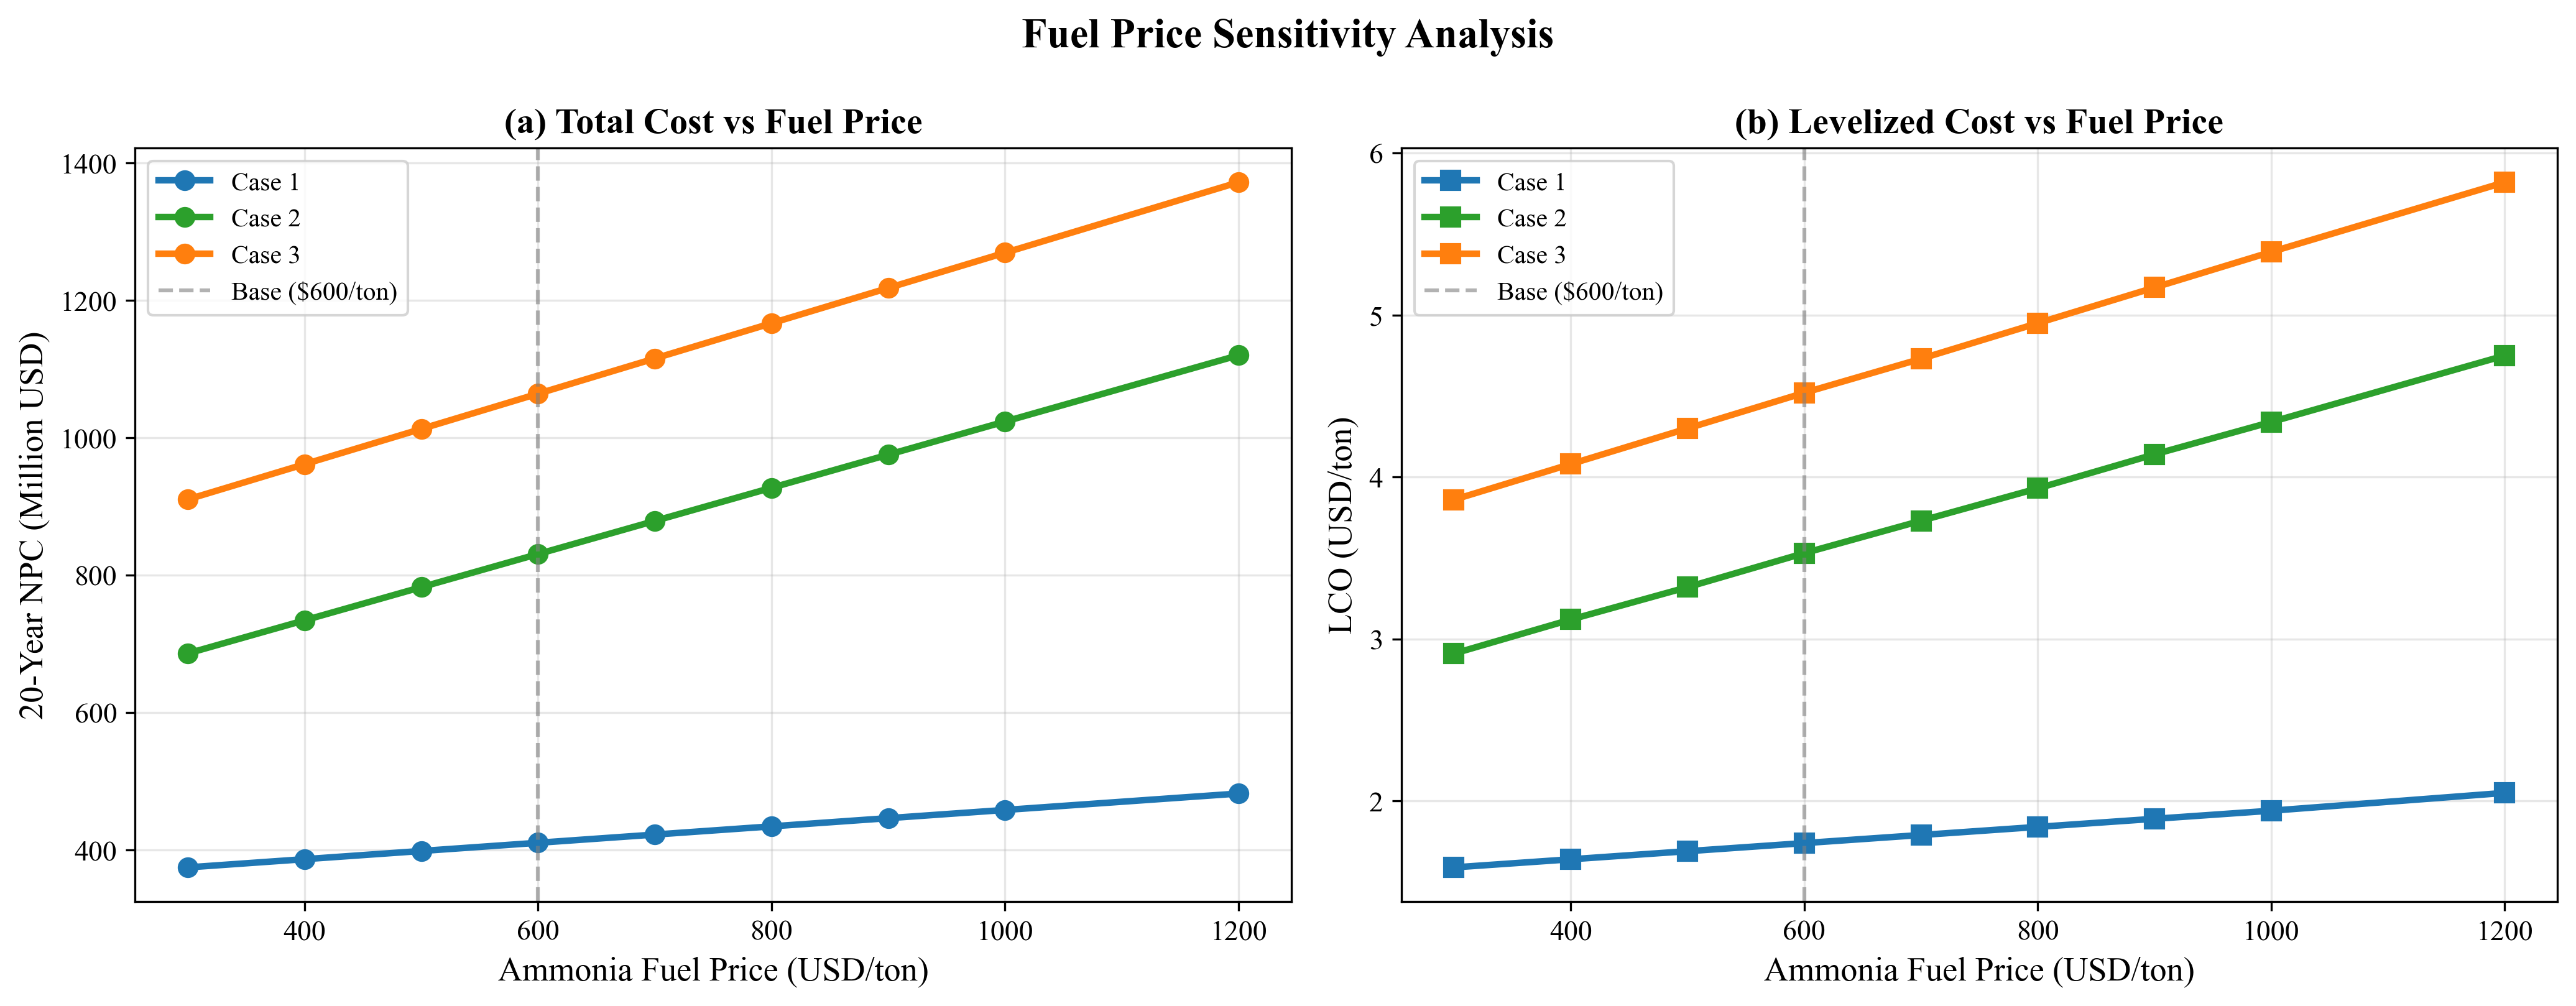 Fuel Price Sensitivity Analysis
(a) Total Cost vs Fuel Price
1400
1200
1000
800
600
400
20-Year NPC (Million USD)
Case 1
Case 2
Case 3
Base ($600/ton)
400
600
800
1000
1200
Ammonia Fuel Price (USD/ton)
(b) Levelized Cost vs Fuel Price
6
5
4
3
2
LCO (USD/ton)
Case 1
Case 2
Case 3
Base ($600/ton)
400
600
800
1000
1200
Ammonia Fuel Price (USD/ton)